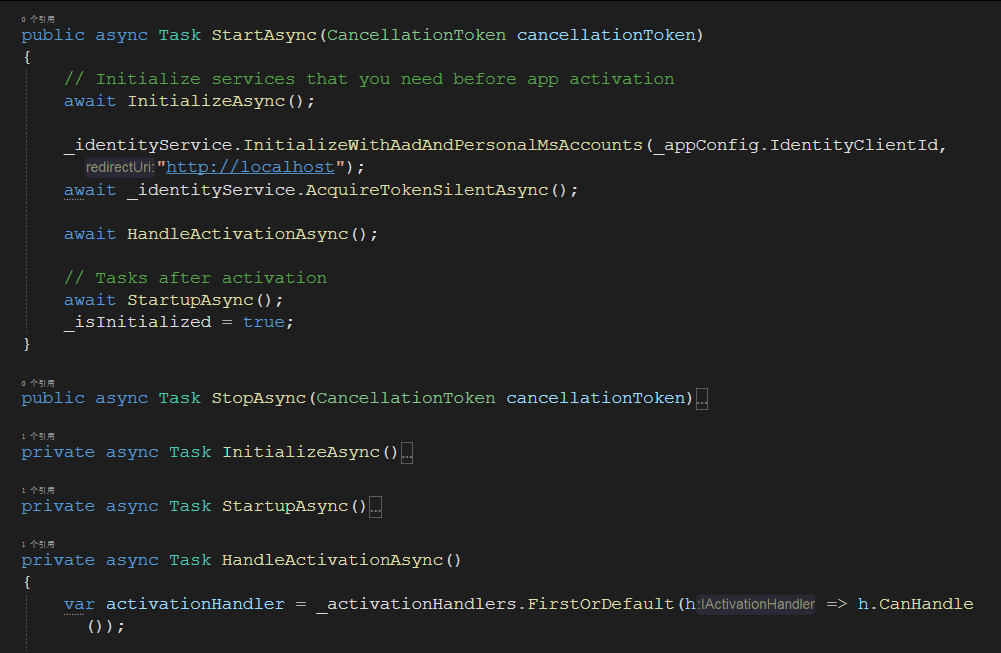 0 个引用
public async Task StartAsync(CancellationToken cancellationToken)
{
// Initialize services that you need before app activation
await InitializeAsync();
_identityService.InitializeWithAadAndPersonalMsAccounts(_appConfig.IdentityClientId,
redirectUri:"http://localhost");
await _identityService.AcquireTokenSilentAsync();
await HandleActivationAsync();
// Tasks after activation
await StartupAsync();
_isInitialized = true;
}
0 个引用
public async Task StopAsync(CancellationToken cancellationToken)...
1 个引用
private async Task InitializeAsync()...
1 个引用
private async Task StartupAsync()...
1 个引用
private async Task HandleActivationAsync()
{
var activationHandler = _activationHandlers.FirstOrDefault(h:IActivationHandler => h.CanHandle
());